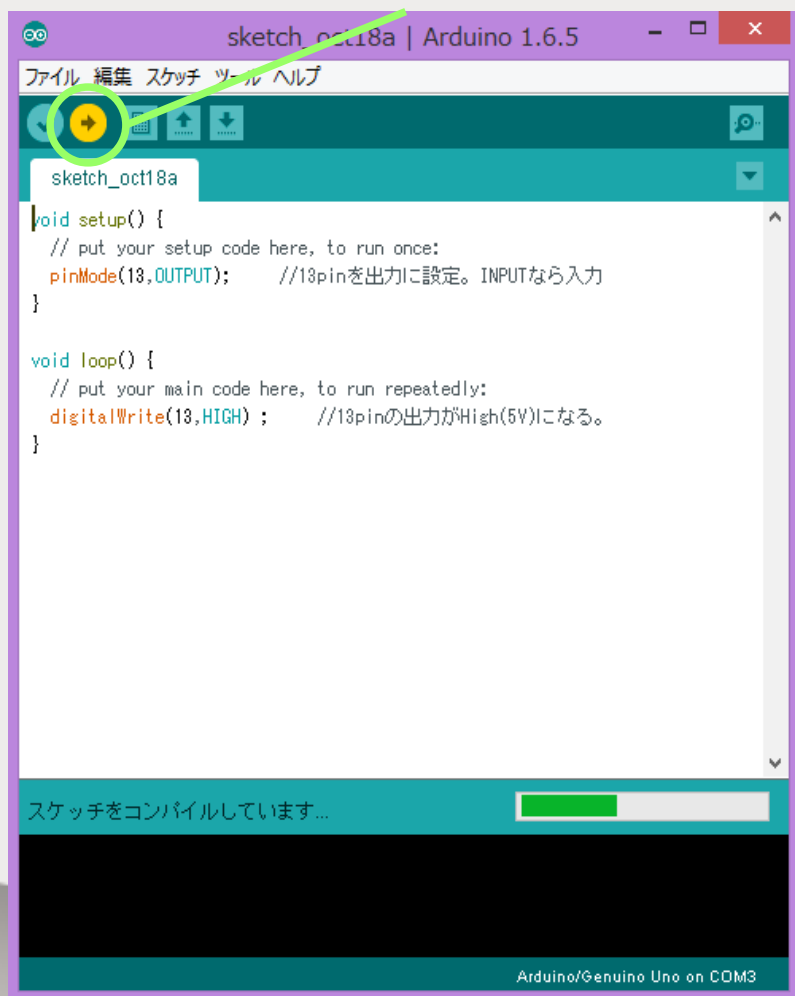 sketch_oct18a | Arduino 1.6.5
ファイル 編集 スケッチ ツール ヘルプ
sketch_oct18a
void setup() {
// put your setup code here, to run once:
pinMode(13,OUTPUT); //13pinを出力に設定。INPUTなら入力
}
void loop() {
// put your main code here, to run repeatedly:
digitalWrite(13,HIGH) ; //13pinの出力がHigh(5V)になる。
}
スケッチをコンパイルしています...
Arduino/Genuino Uno on COM3